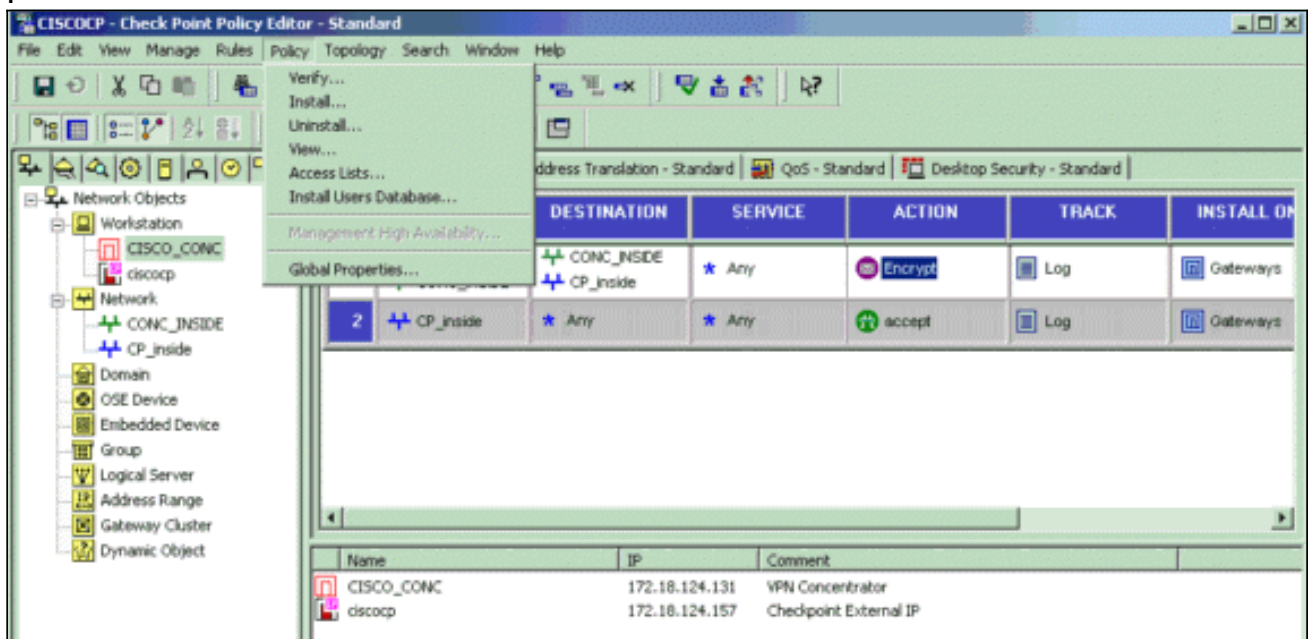 CISCOCP - Check Point Policy Editor - Standard
File Edit View Manage Rules Policy Topology Search Window Help
Verify...
Install...
Uninstall...
View...
Access Lists...
Install Users Database...
Management High Availability...
Global Properties...
ddress Translation - Standard QoS - Standard Desktop Security - Standard
Network Objects
Workstation
CISCO_CONC
ciscocp
Network
CONC_INSIDE
CP_inside
Domain
OSE Device
Embedded Device
Group
Logical Server
Address Range
Gateway Cluster
Dynamic Object
DESTINATION SERVICE ACTION TRACK INSTALL ON
CONC_INSIDE
CP_inside
Any Encrypt Log Gateways
2 CP_inside Any Any accept Log Gateways
Name IP Comment
CISCO_CONC 172.18.124.131 VPN Concentrator
ciscocp 172.18.124.157 Checkpoint External IP